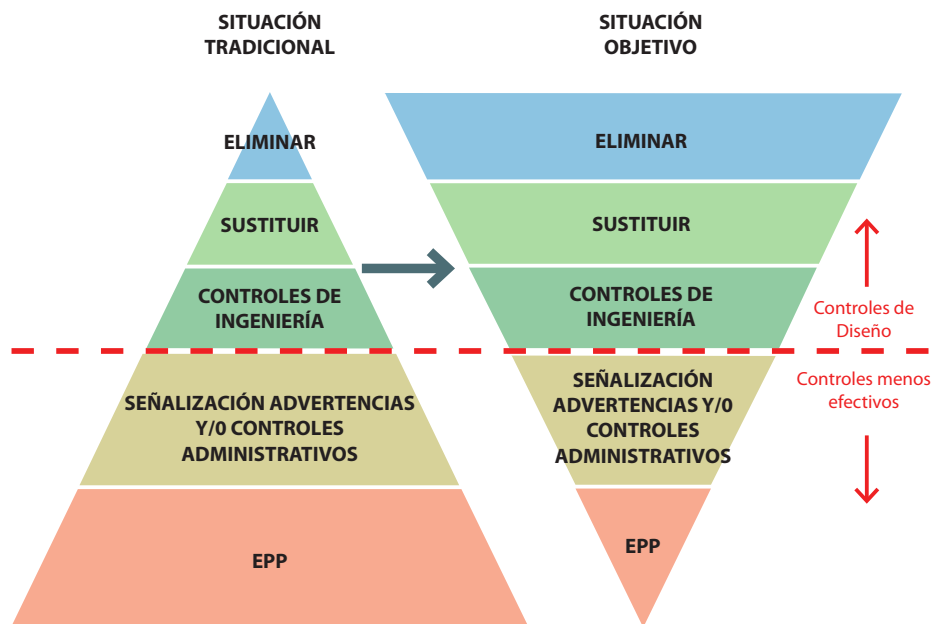 SITUACIÓN
TRADICIONAL
SITUACIÓN
OBJETIVO
ELIMINAR
SUSTITUIR
CONTROLES DE
INGENIERÍA
SEÑALIZACIÓN ADVERTENCIAS
Y/0 CONTROLES
ADMINISTRATIVOS
EPP
ELIMINAR
SUSTITUIR
CONTROLES DE
INGENIERÍA
SEÑALIZACIÓN
ADVERTENCIAS Y/0
CONTROLES
ADMINISTRATIVOS
EPP
Controles de
Diseño
Controles menos
efectivos